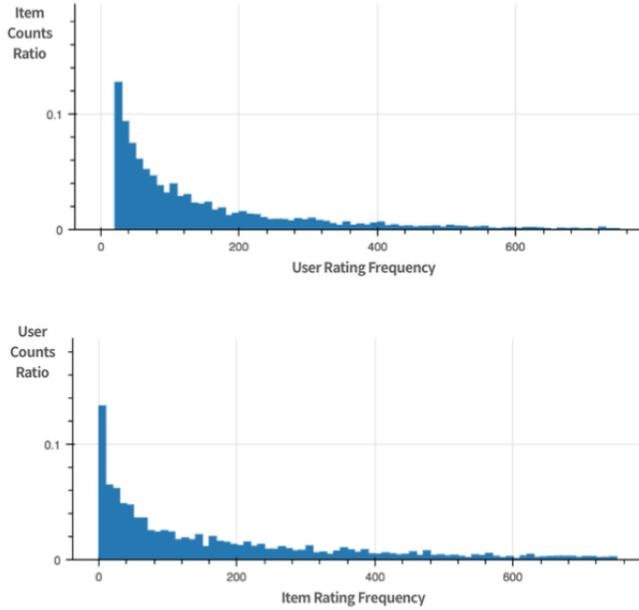 Item
Counts
Ratio
0.1
0
0 200 400 600
User Rating Frequency
User
Counts
Ratio
0.1
0
0 200 400 600
Item Rating Frequency